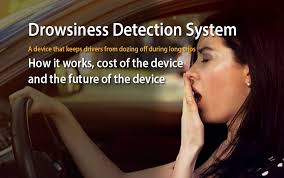 Drowsiness Detection System
A device that keeps drivers from dozing off during long trips
How it works, cost of the device
and the future of the device